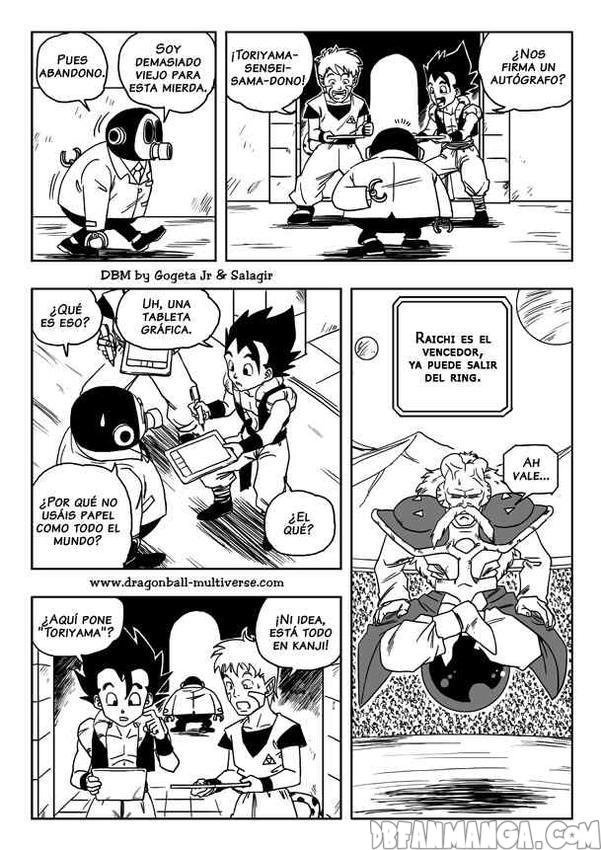 PUES
ABANDONO.
SOY
DEMASIADO
VIEJO PARA
ESTA MIERDA.
¡TORIYAMA-
SENSEI-
SAMA-DONO!
¿NOS
FIRMA UN
AUTÓGRAFO?
DBM by Gogeta Jr & Salagir
¿QUÉ
ES ESO?
UH, UNA
TABLETA
GRÁFICA.
¿POR QUÉ NO
USÁIS PAPEL
COMO TODO EL
MUNDO?
¿EL
QUÉ?
RAICHI ES EL
VENCEDOR,
YA PUEDE SALIR
DEL RING.
AH
VALE...
www.dragonball-multiverse.com
¿AQUÍ PONE
"TORIYAMA"?
¡NI IDEA,
ESTÁ TODO
EN KANJI!
DBFANMANGA.COM